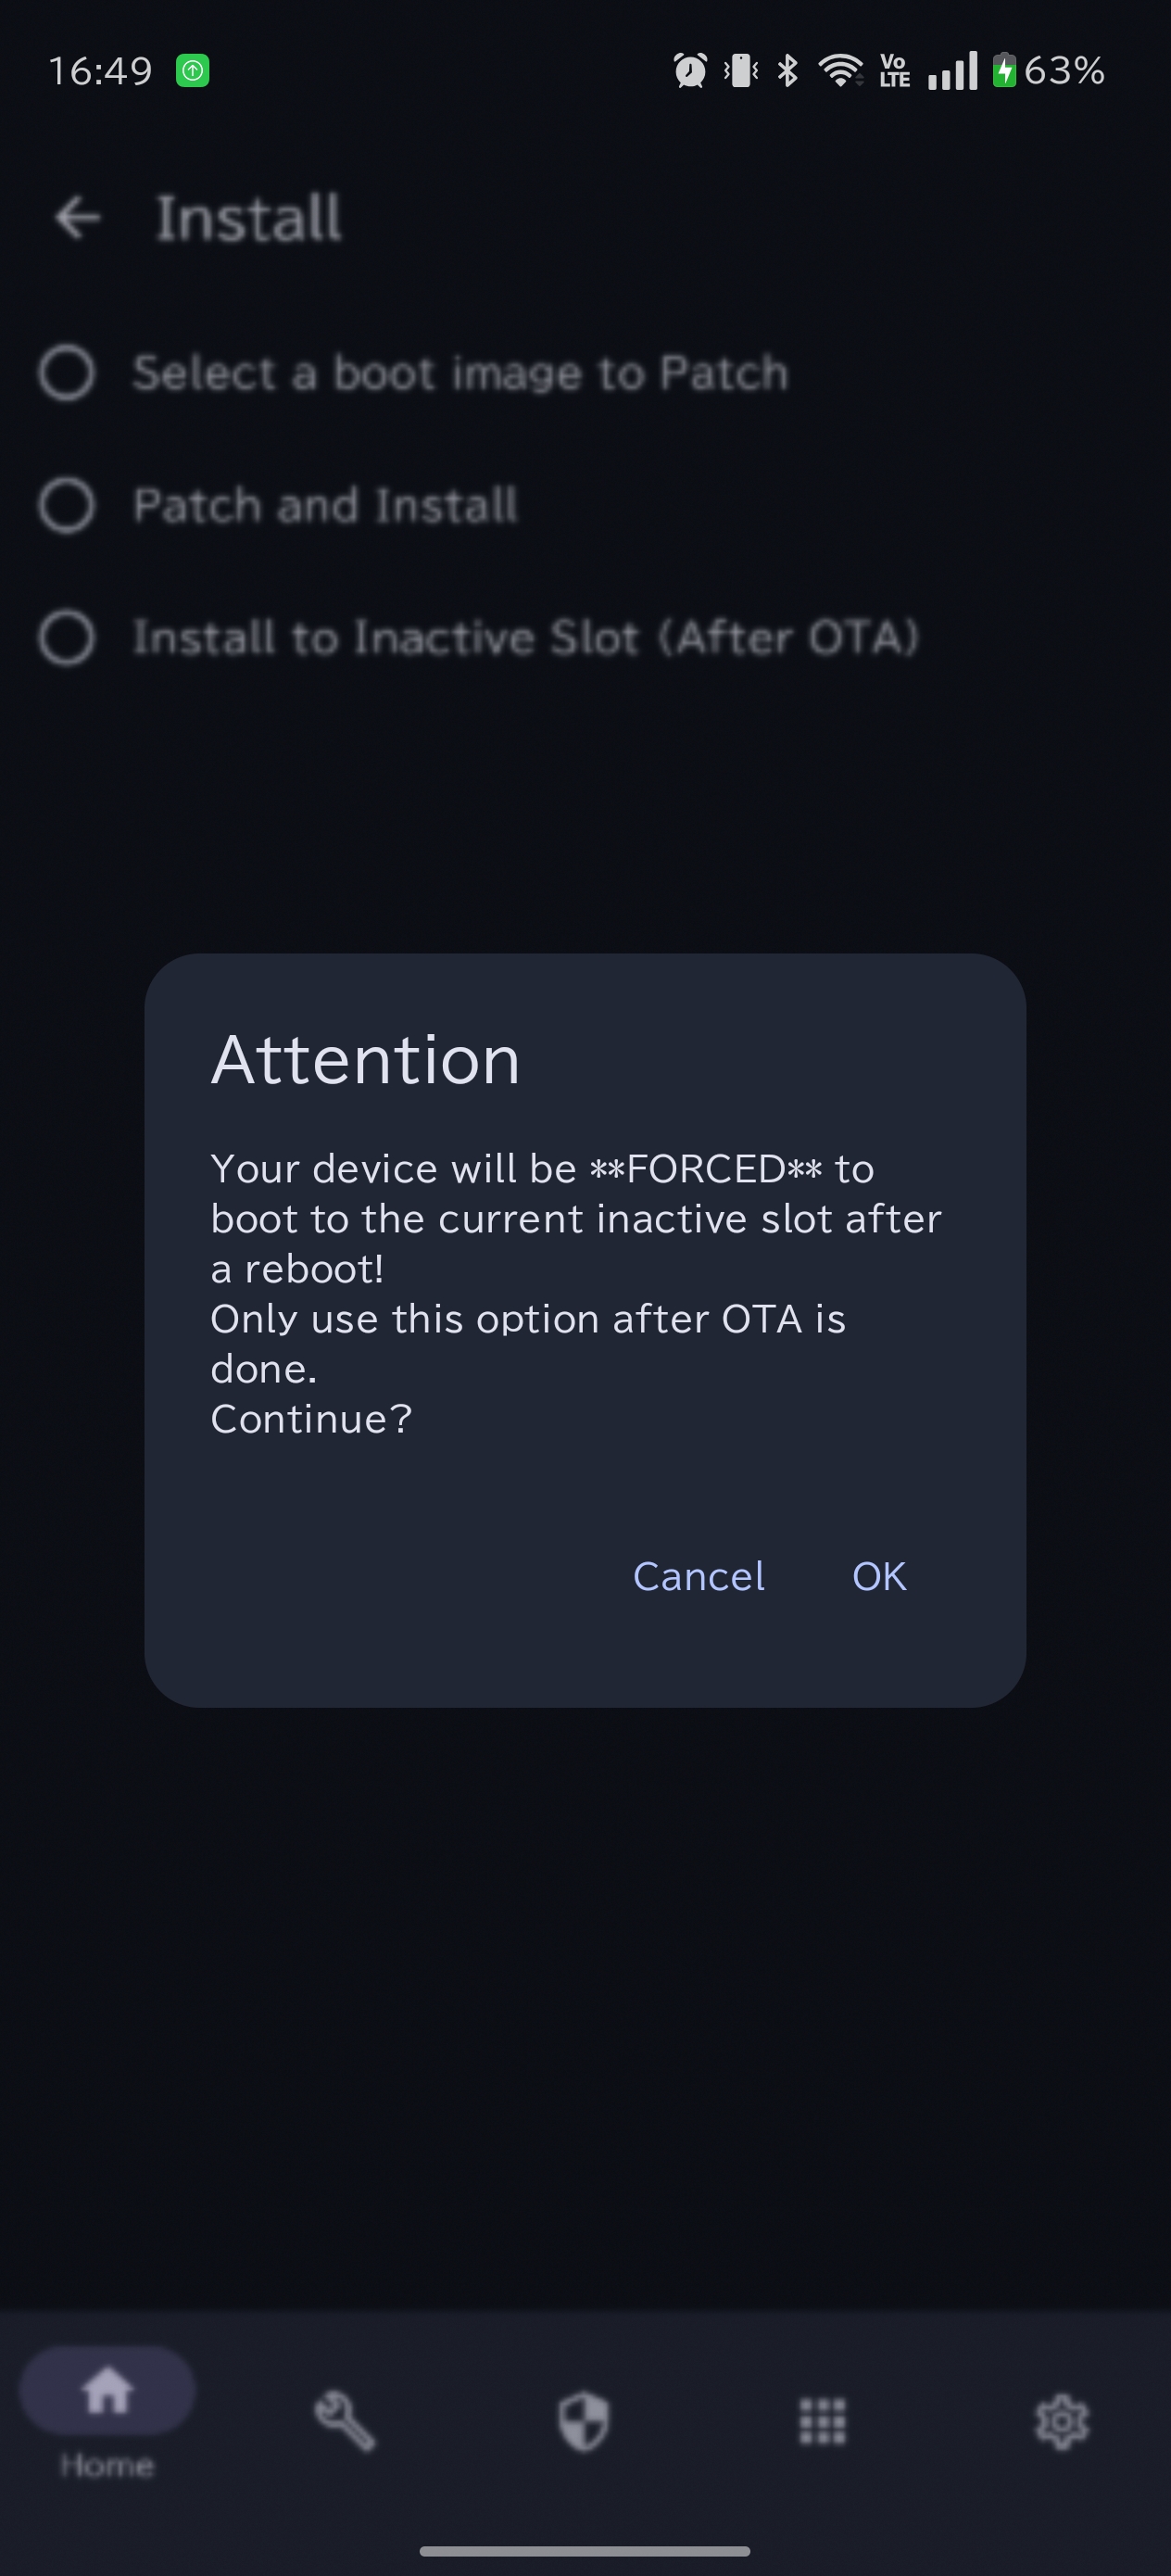 16:49
Vo
LTE
63%
Install
Select a boot image to Patch
Patch and Install
Install to Inactive Slot (After OTA)
Attention
Your device will be **FORCED** to
boot to the current inactive slot after
a reboot!
Only use this option after OTA is
done.
Continue?
Cancel
OK
Home